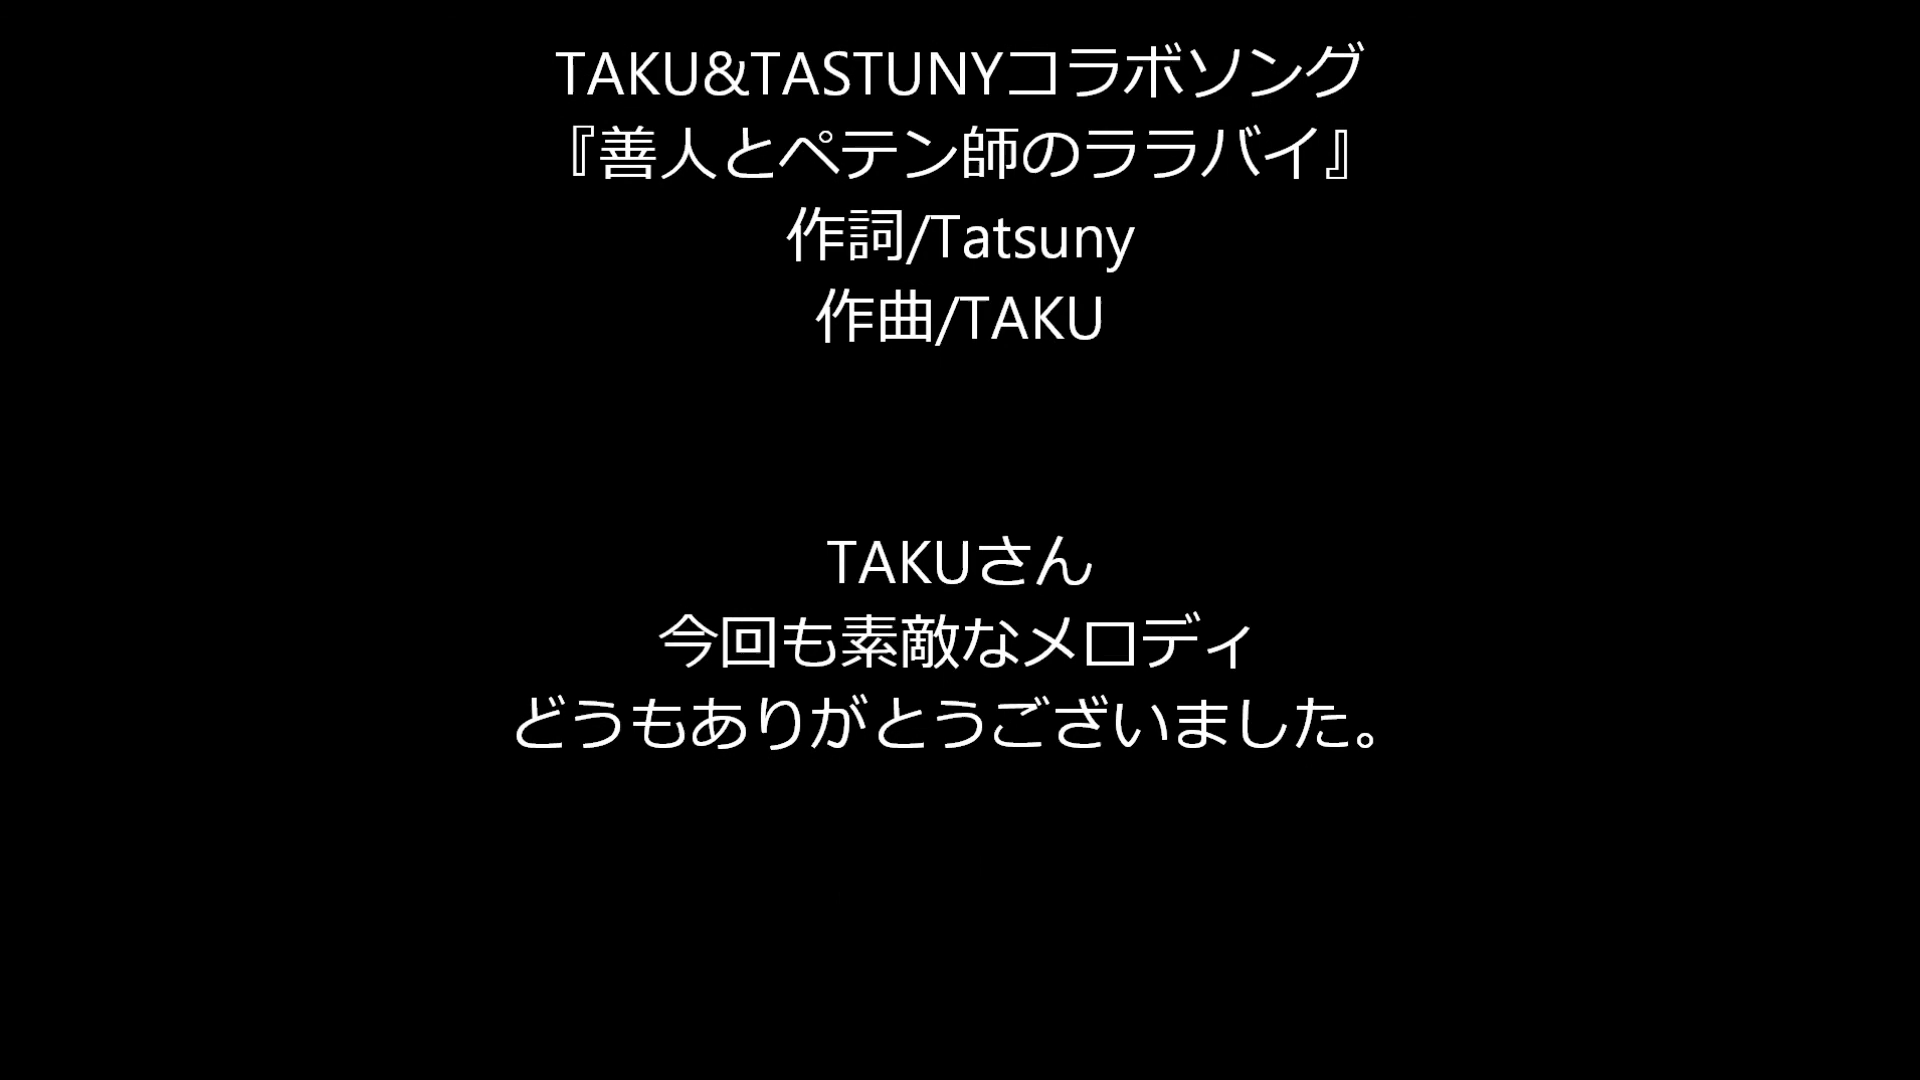 TAKU&TASTUNYコラボソング
『善人とペテン師のララバイ』
作詞/Tatsuny
作曲/TAKU
TAKUさん
今回も素敵なメロディ
どうもありがとうございました。